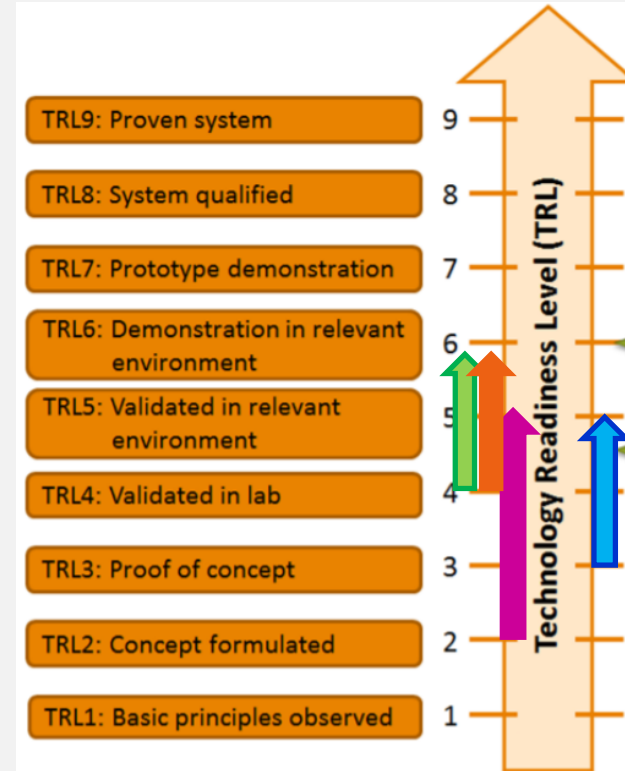 TRL9: Proven system
9
TRL8: System qualified
8
TRL7: Prototype demonstration
7
TRL6: Demonstration in relevant
environment
6
TRL5: Validated in relevant
environment
5
TRL4: Validated in lab
4
TRL3: Proof of concept
3
TRL2: Concept formulated
2
TRL1: Basic principles observed
1
Technology Readiness Level (TRL)